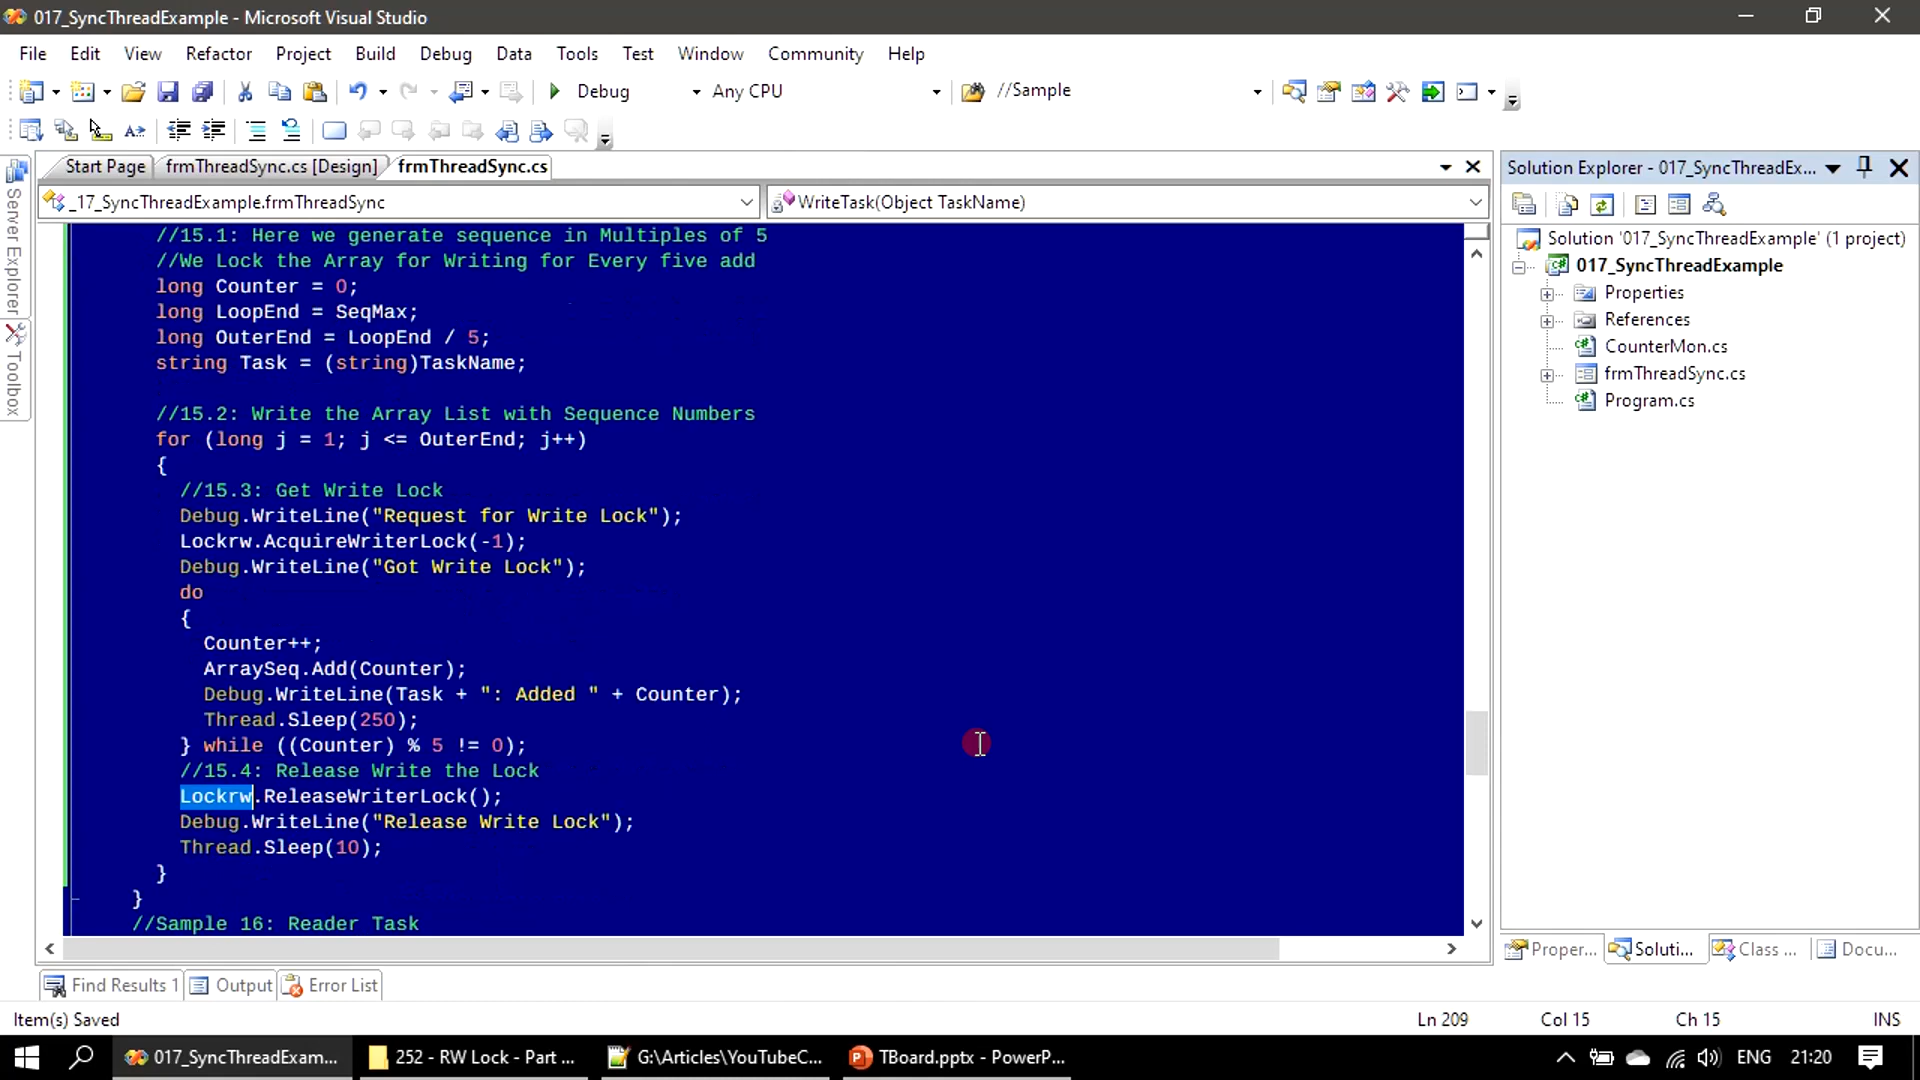 017_SyncThreadExample - Microsoft Visual Studio
File Edit View Refactor Project Build Debug Data Tools Test Window Community Help
Debug Any CPU //Sample
Start Page frmThreadSync.cs [Design] frmThreadSync.cs
Solution Explorer - 017_SyncThreadEx...
_17_SyncThreadExample.frmThreadSync WriteTask(Object TaskName)
Server Explorer
Toolbox
//15.1: Here we generate sequence in Multiples of 5
//We Lock the Array for Writing for Every five add
long Counter = 0;
long LoopEnd = SeqMax;
long OuterEnd = LoopEnd / 5;
string Task = (string)TaskName;
//15.2: Write the Array List with Sequence Numbers
for (long j = 1; j <= OuterEnd; j++)
{
//15.3: Get Write Lock
Debug.WriteLine("Request for Write Lock");
Lockrw.AcquireWriterLock(-1);
Debug.WriteLine("Got Write Lock");
do
{
Counter++;
ArraySeq.Add(Counter);
Debug.WriteLine(Task + ": Added " + Counter);
Thread.Sleep(250);
} while ((Counter) % 5 != 0);
//15.4: Release Write the Lock
Lockrw.ReleaseWriterLock();
Debug.WriteLine("Release Write Lock");
Thread.Sleep(10);
}
}
//Sample 16: Reader Task
Solution '017_SyncThreadExample' (1 project)
017_SyncThreadExample
Properties
References
CounterMon.cs
frmThreadSync.cs
Program.cs
Proper... Soluti... Class ... Docu...
Find Results 1 Output Error List
Item(s) Saved Ln 209 Col 15 Ch 15 INS
017_SyncThreadExam... 252 - RW Lock - Part ... G:\Articles\YouTubeC... TBoard.pptx - PowerP... ENG 21:20